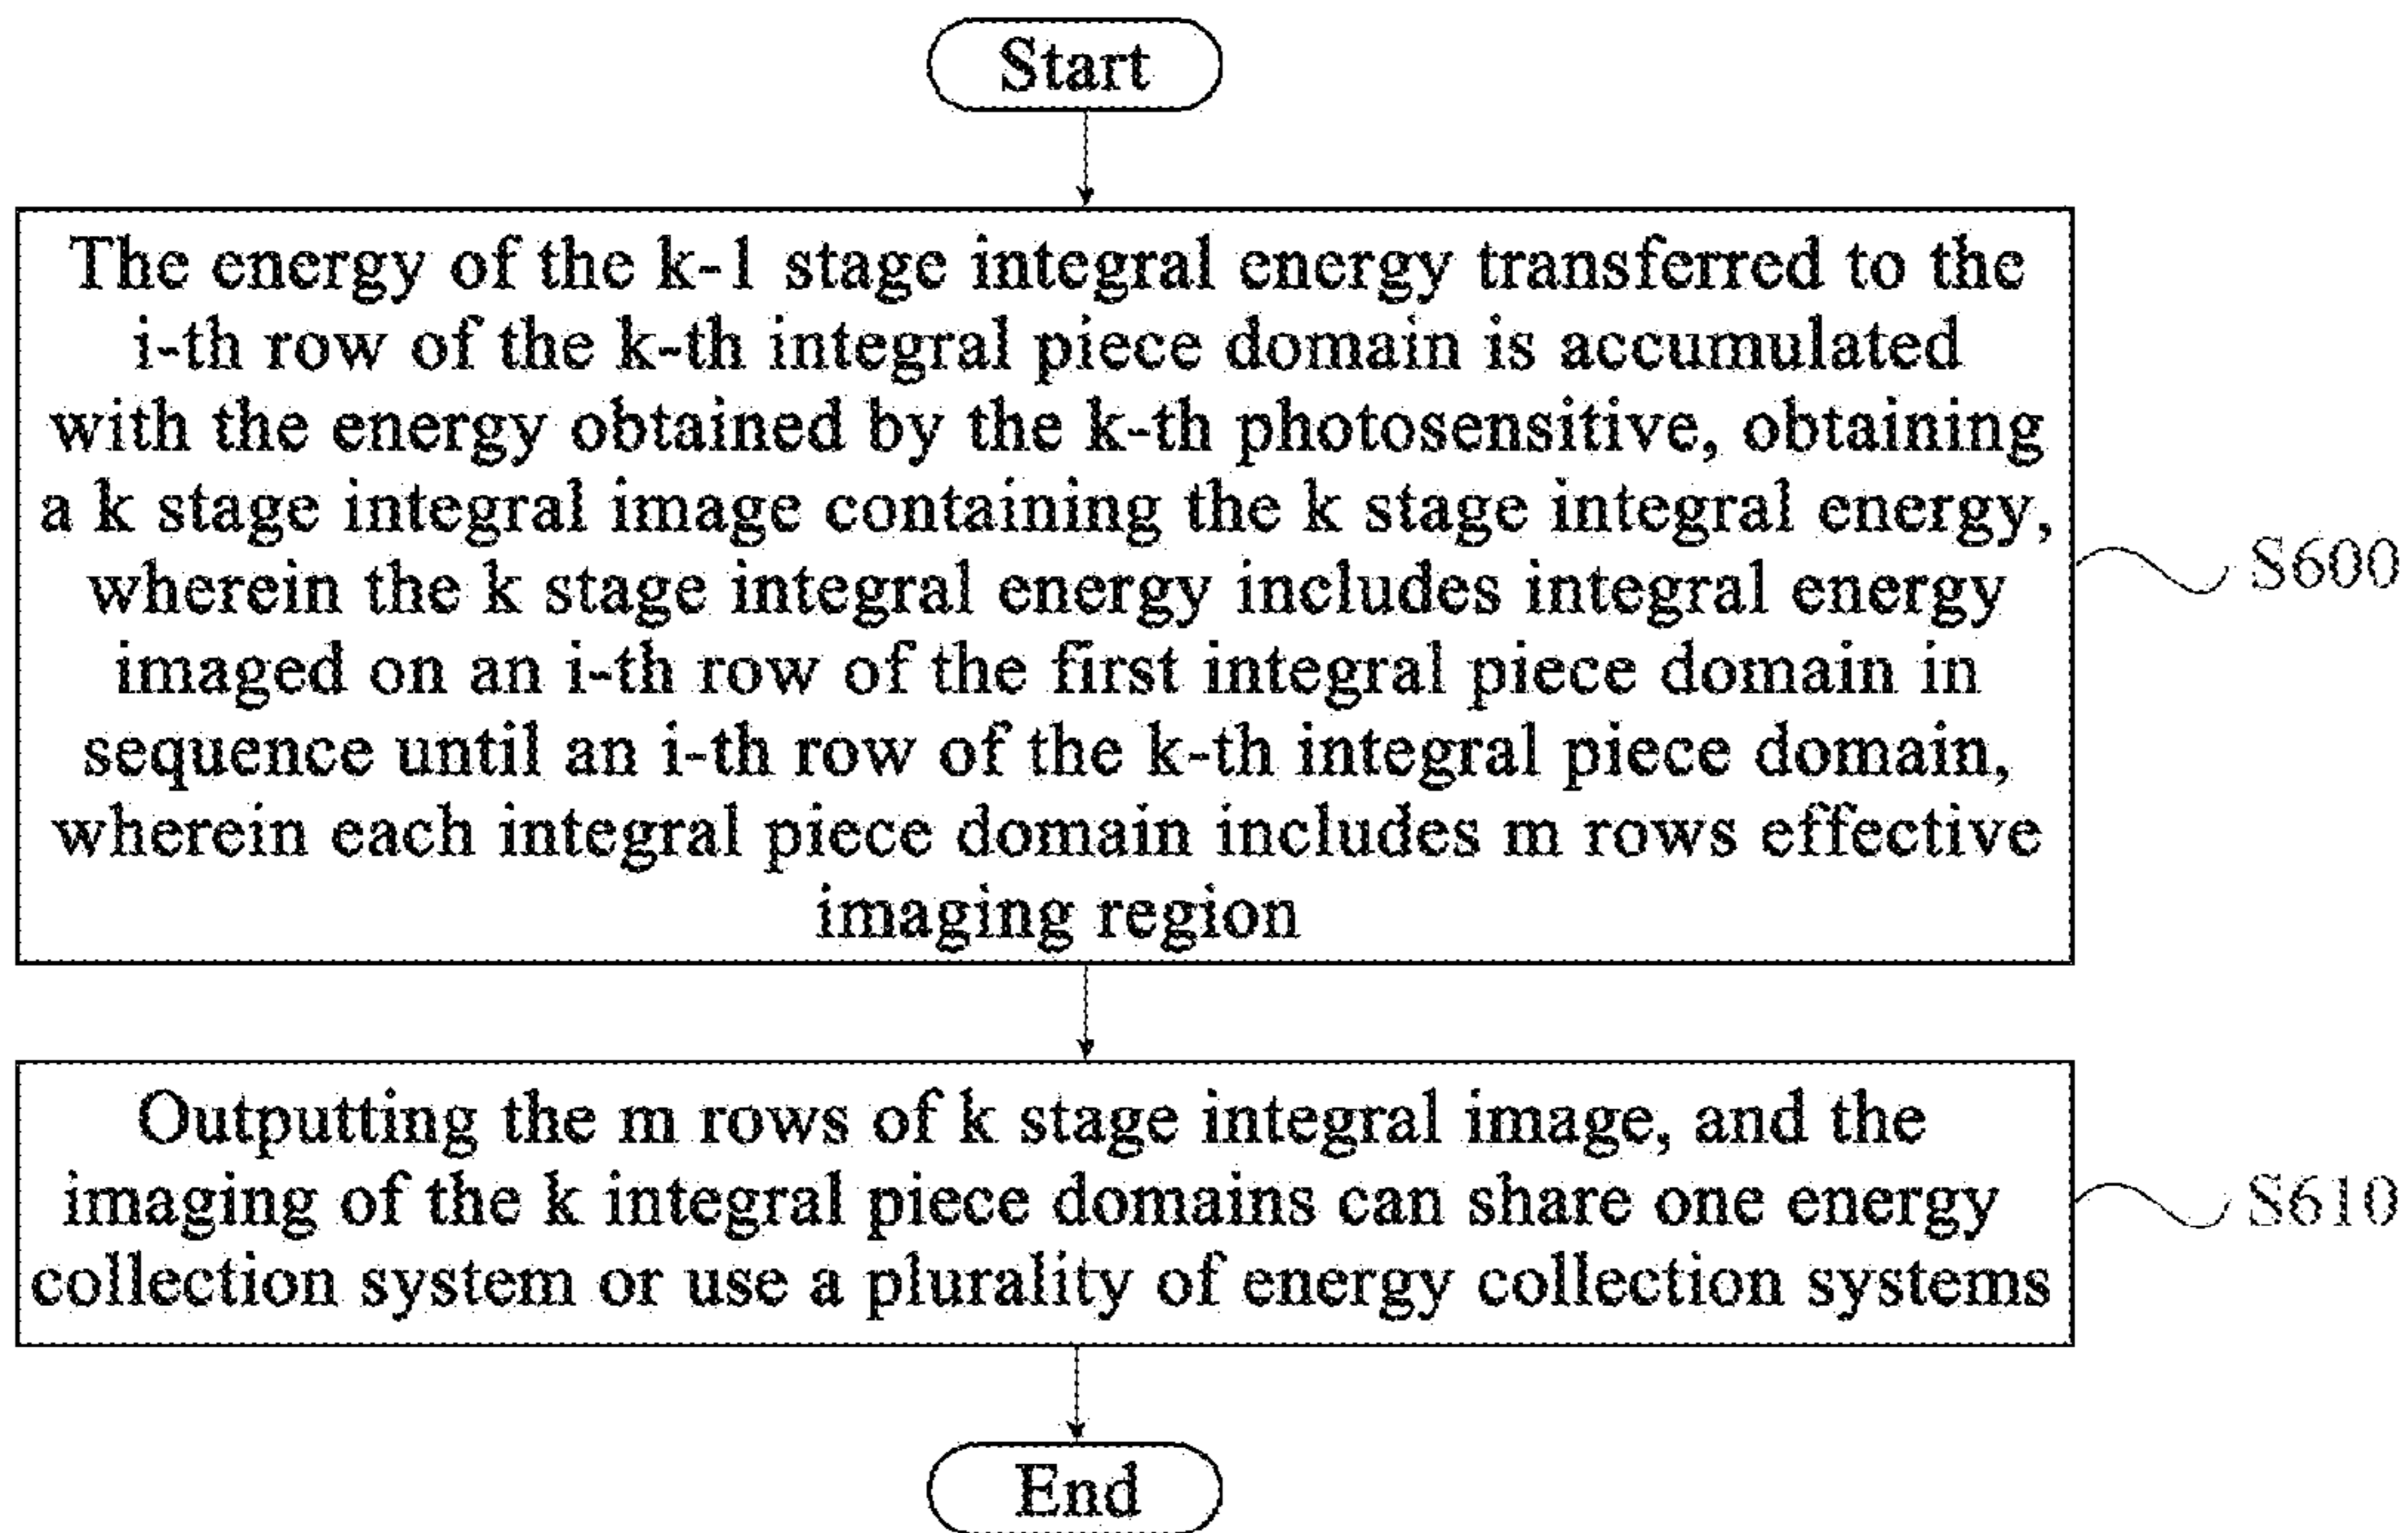 Start
The energy of the k-1 stage integral energy transferred to the
i-th row of the k-th integral piece domain is accumulated
with the energy obtained by the k-th photosensitive, obtaining
a k stage integral image containing the k stage integral energy,
wherein the k stage integral energy includes integral energy
imaged on an i-th row of the first integral piece domain in
sequence until an i-th row of the k-th integral piece domain,
wherein each integral piece domain includes m rows effective
imaging region
S600
Outputting the m rows of k stage integral image, and the
imaging of the k integral piece domains can share one energy
collection system or use a plurality of energy collection systems
S610
End